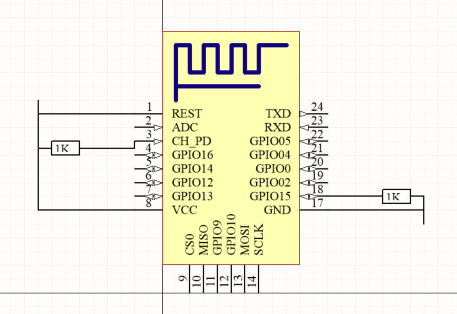 1 REST TXD 24
2 ADC RXD 23
3 CH_PD GPIO05 22
1K 4 GPIO16 GPIO04 21
5 GPIO14 GPIO0 20
6 GPIO12 GPIO02 19
7 GPIO13 GPIO15 18 1K
8 VCC GND 17
CS0 MISO GPIO9 GPIO10 MOSI SCLK
9 10 11 12 13 14